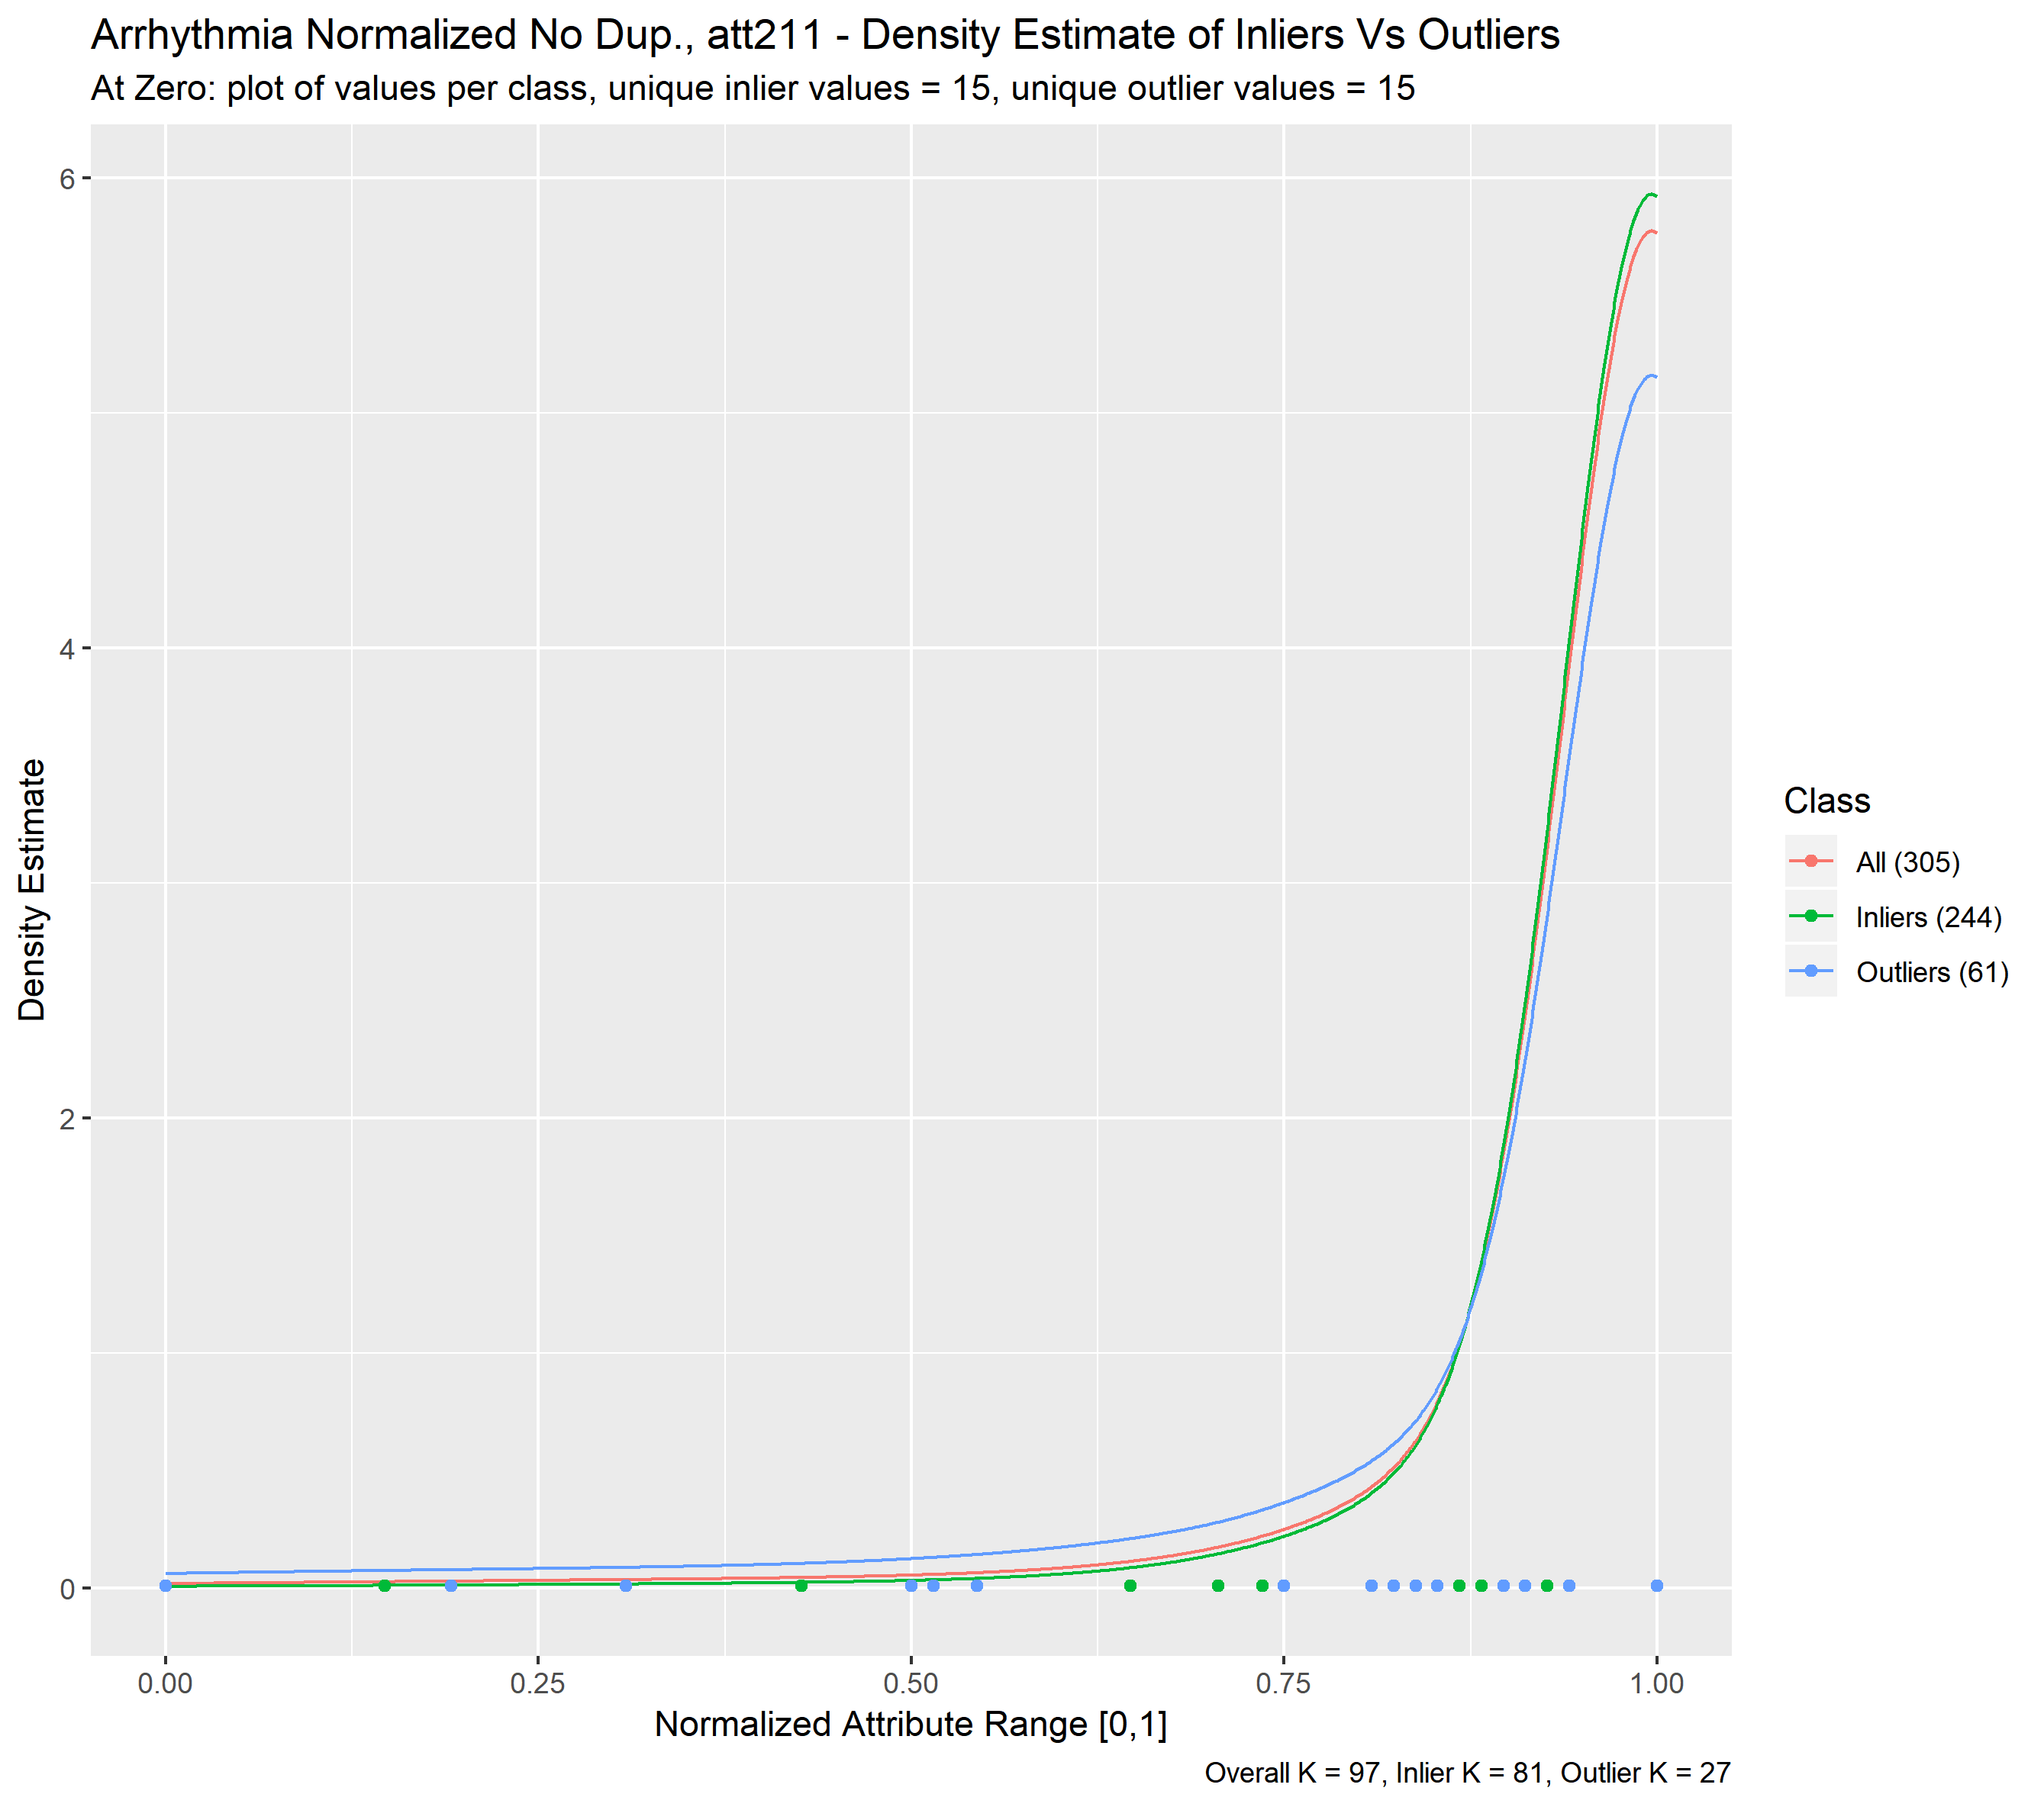 Arrhythmia Normalized No Dup., att211 - Density Estimate of Inliers Vs Outliers
At Zero: plot of values per class, unique inlier values = 15, unique outlier values = 15
6
4
2
0
Density Estimate
0.00 0.25 0.50 0.75 1.00
Normalized Attribute Range [0,1]
Class
All (305)
Inliers (244)
Outliers (61)
Overall K = 97, Inlier K = 81, Outlier K = 27